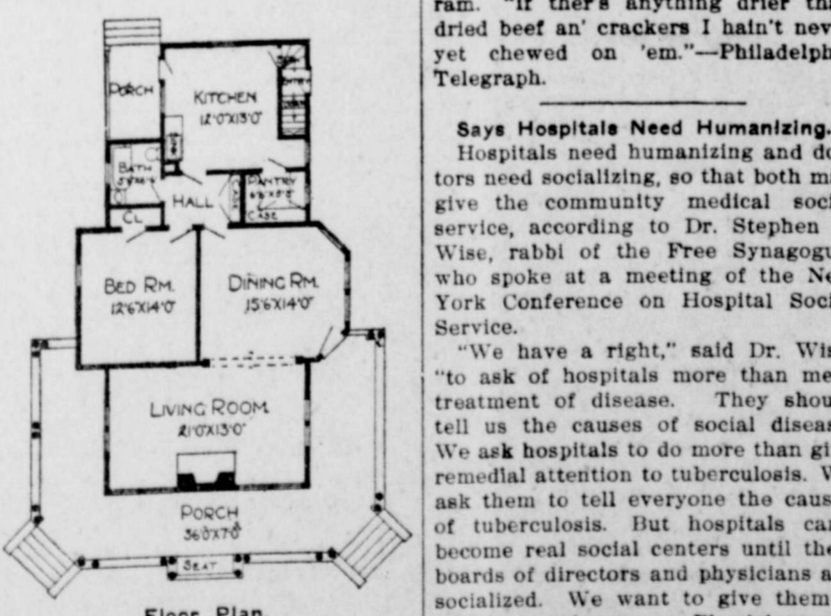 PORCH
KITCHEN
12'0"X13'0"
BATH
HALL
PANTRY
CL.
CASE
BED RM.
12'6"X14'0"
DINING RM.
15'6"X14'0"
LIVING ROOM
21'0"X13'0"
PORCH
36'0"X7'0"
SEAT
Floor Plan.
ram. "If ther's anything drier tha
dried beef an' crackers I hain't nev
yet chewed on 'em."—Philadelph
Telegraph.
Says Hospitals Need Humanizing.
Hospitals need humanizing and do
tors need socializing, so that both m
give the community medical soci
service, according to Dr. Stephen
Wise, rabbi of the Free Synagogu
who spoke at a meeting of the Ne
York Conference on Hospital Soci
Service.
"We have a right," said Dr. Wis
"to ask of hospitals more than me
treatment of disease. They shou
tell us the causes of social diseas
We ask hospitals to do more than gi
remedial attention to tuberculosis. W
ask them to tell everyone the caus
of tuberculosis. But hospitals can
become real social centers until the
boards of directors and physicians a
socialized. We want to give them